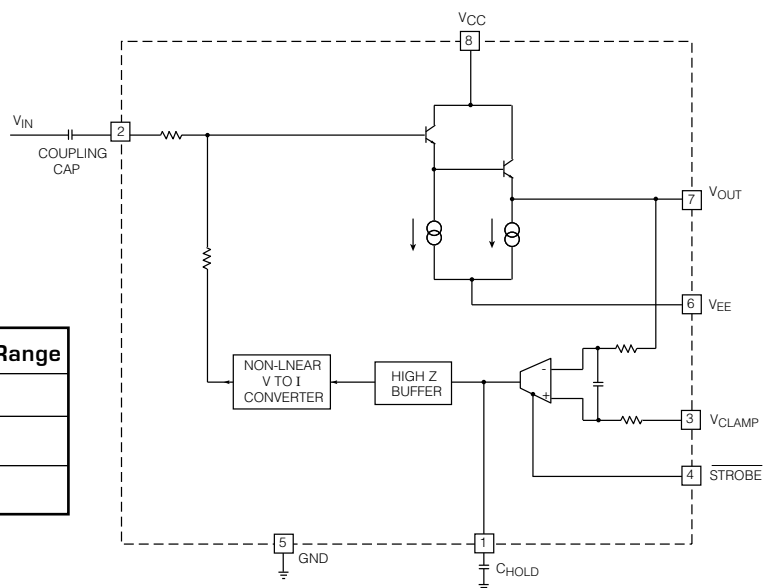 VCC
8
VIN
2
COUPLING
CAP
7
VOUT
6
VEE
Range
NON-LNEAR
V TO I
CONVERTER
HIGH Z
BUFFER
-
+
3
VCLAMP
4
STROBE
5
GND
1
CHOLD